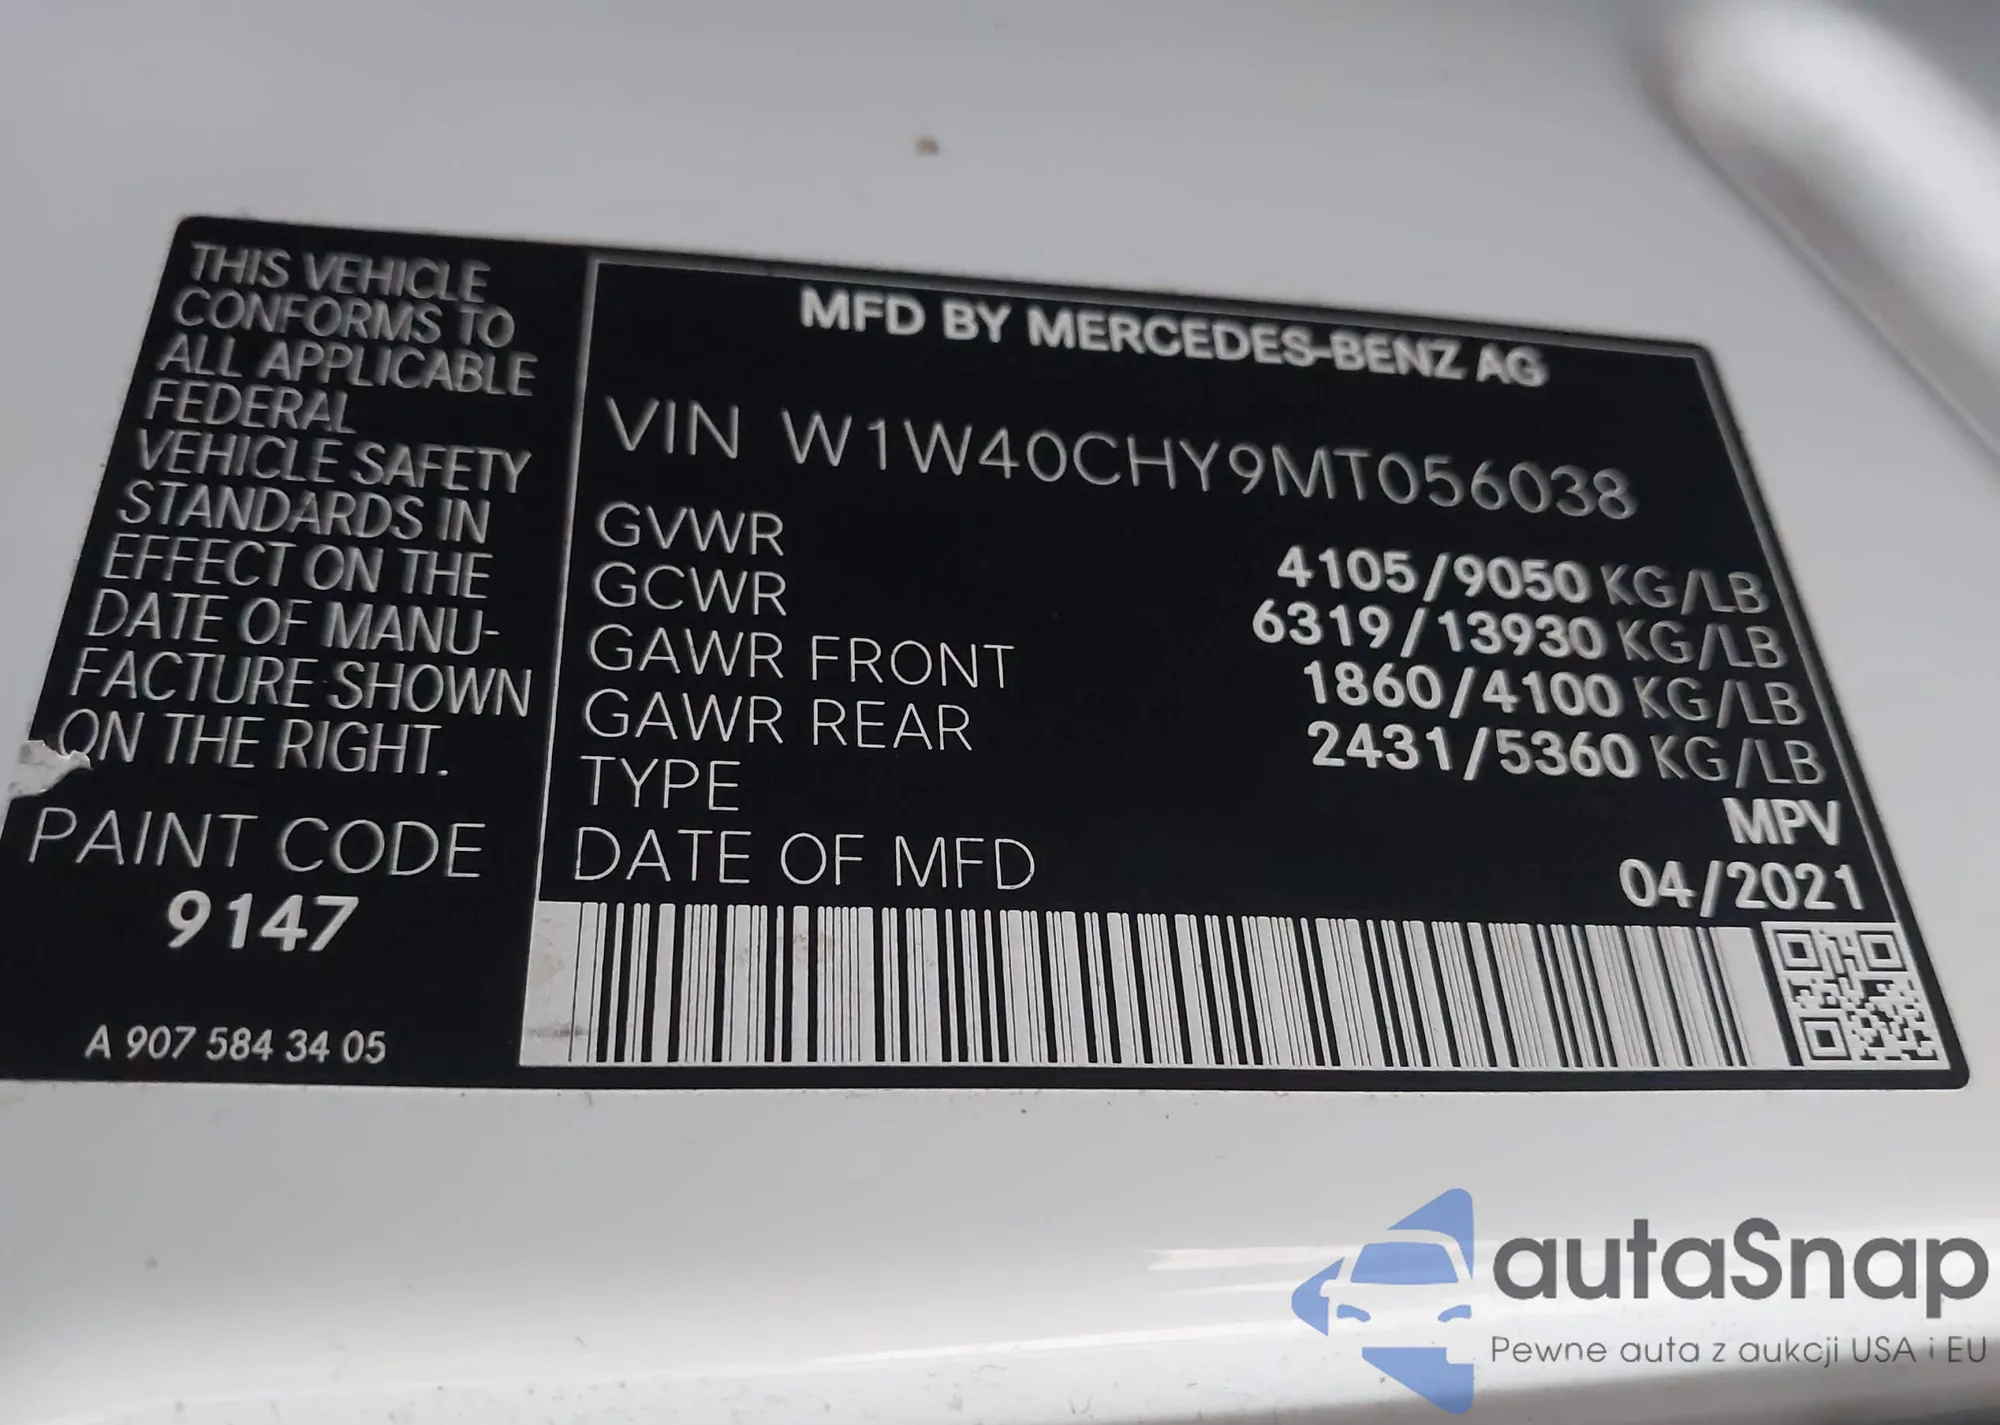 THIS VEHICLE
CONFORMS TO
ALL APPLICABLE
FEDERAL
VEHICLE SAFETY
STANDARDS IN
EFFECT ON THE
DATE OF MANU-
FACTURE SHOWN
ON THE RIGHT.
PAINT CODE
9147
A 907 584 34 05
MFD BY MERCEDES-BENZ AG
VIN W1W40CHY9MT056038
GVWR 4105/9050 KG/LB
GCWR 6319/13930 KG/LB
GAWR FRONT 1860/4100 KG/LB
GAWR REAR 2431/5360 KG/LB
TYPE MPV
DATE OF MFD 04/2021
autaSnap
Pewne auta z aukcji USA i EU